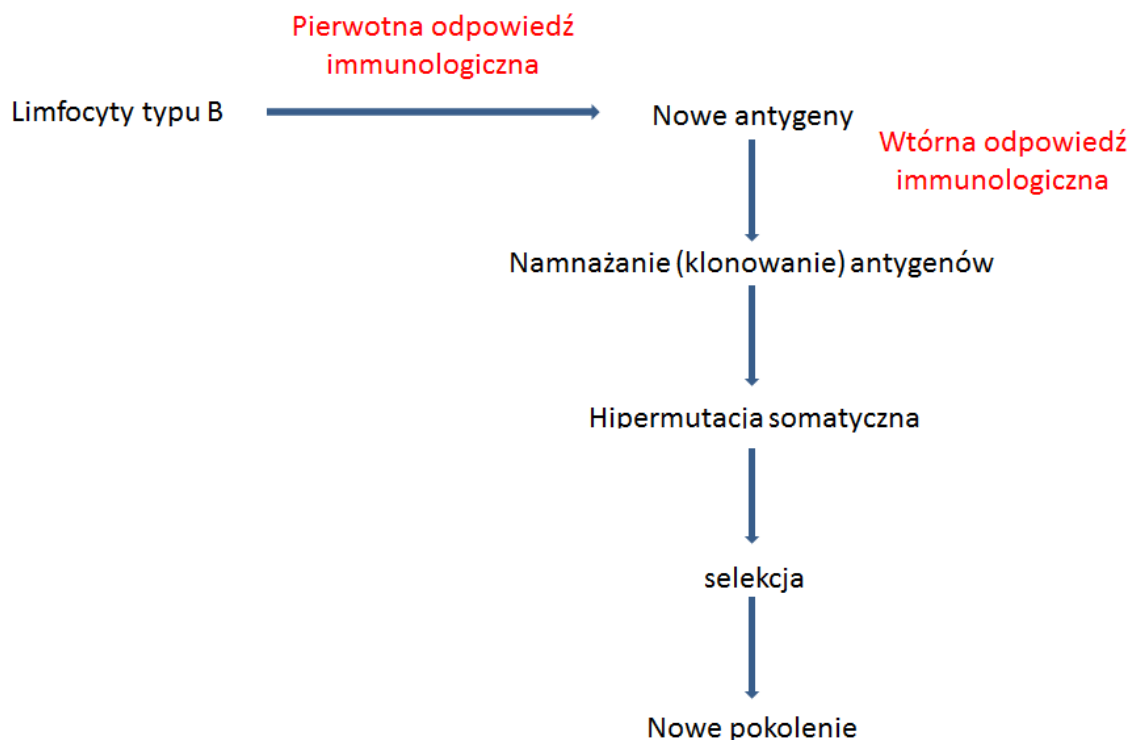 Pierwotna odpowiedź
immunologiczna
Limfocyty typu B
Nowe antygeny
Wtórna odpowiedź
immunologiczna
Namnażanie (klonowanie) antygenów
Hipermutacja somatyczna
selekcja
Nowe pokolenie